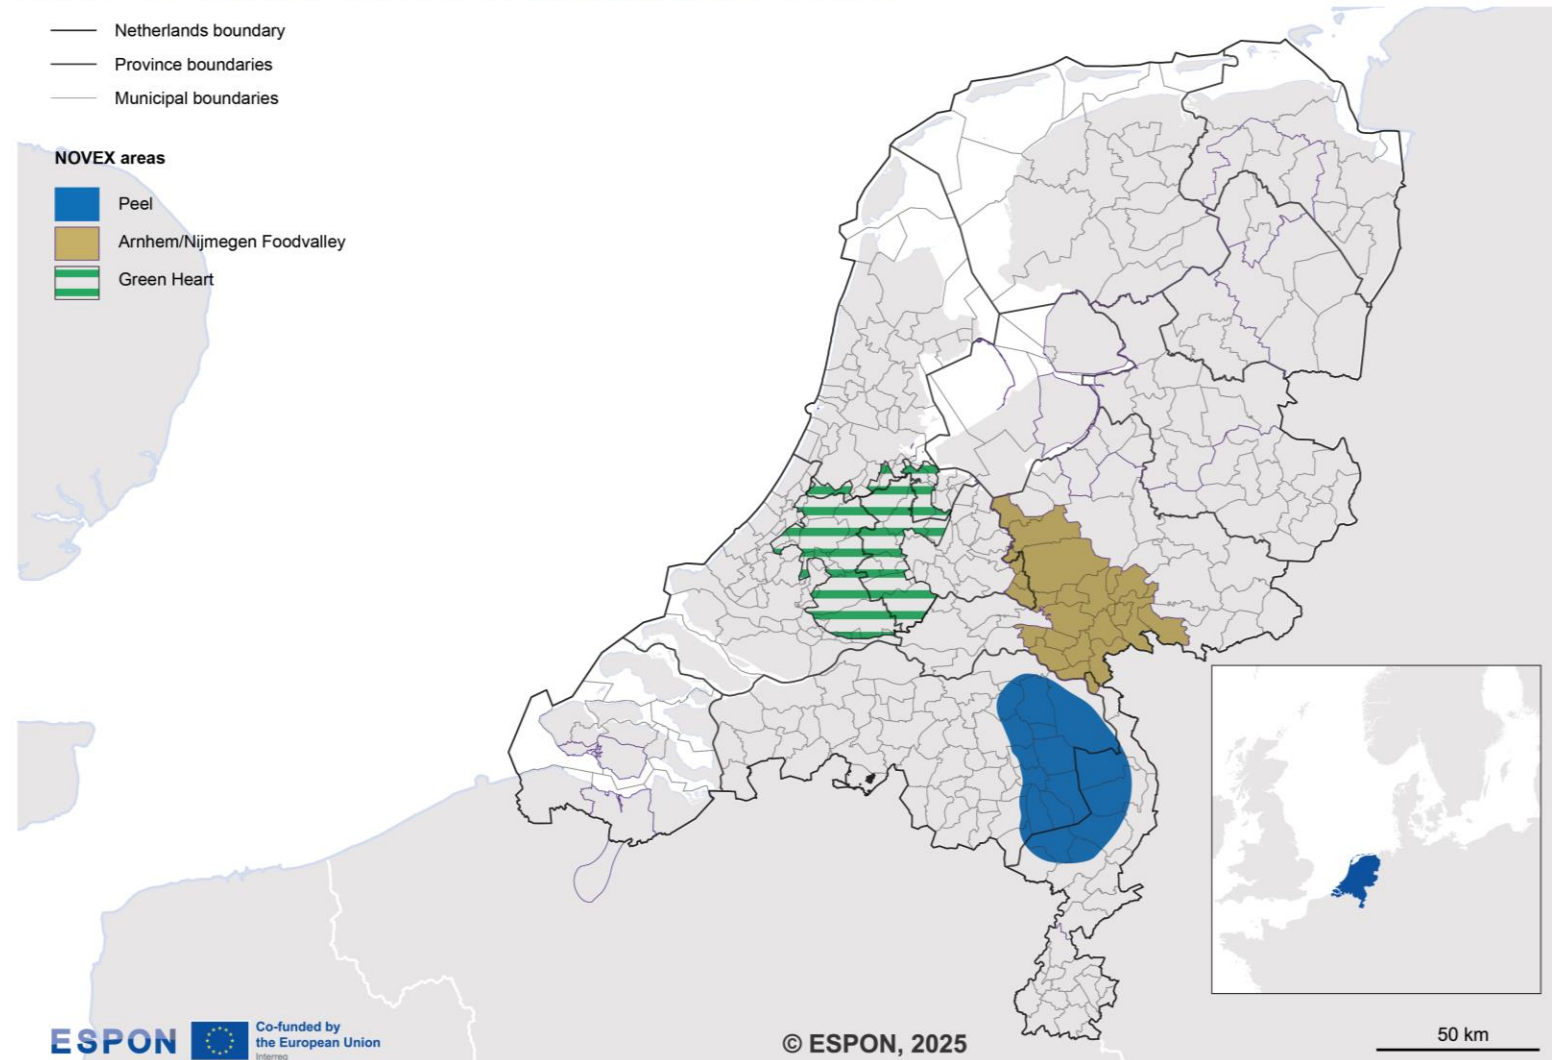 Netherlands boundary
Province boundaries
Municipal boundaries
NOVEX areas
Peel
Arnhem/Nijmegen Foodvalley
Green Heart
ESPON
Co-funded by
the European Union
Interreg
© ESPON, 2025
50 km